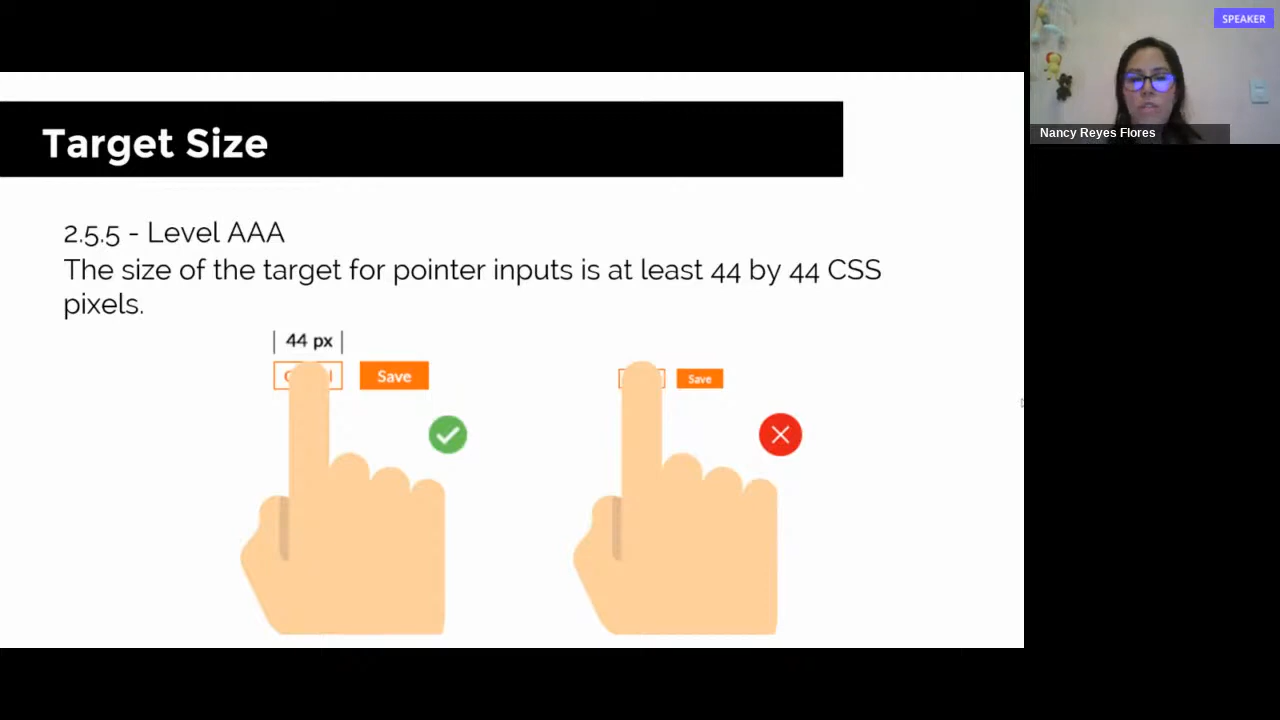 SPEAKER
Nancy Reyes Flores
Target Size
2.5.5 - Level AAA
The size of the target for pointer inputs is at least 44 by 44 CSS
pixels.
44 px
Save
Save